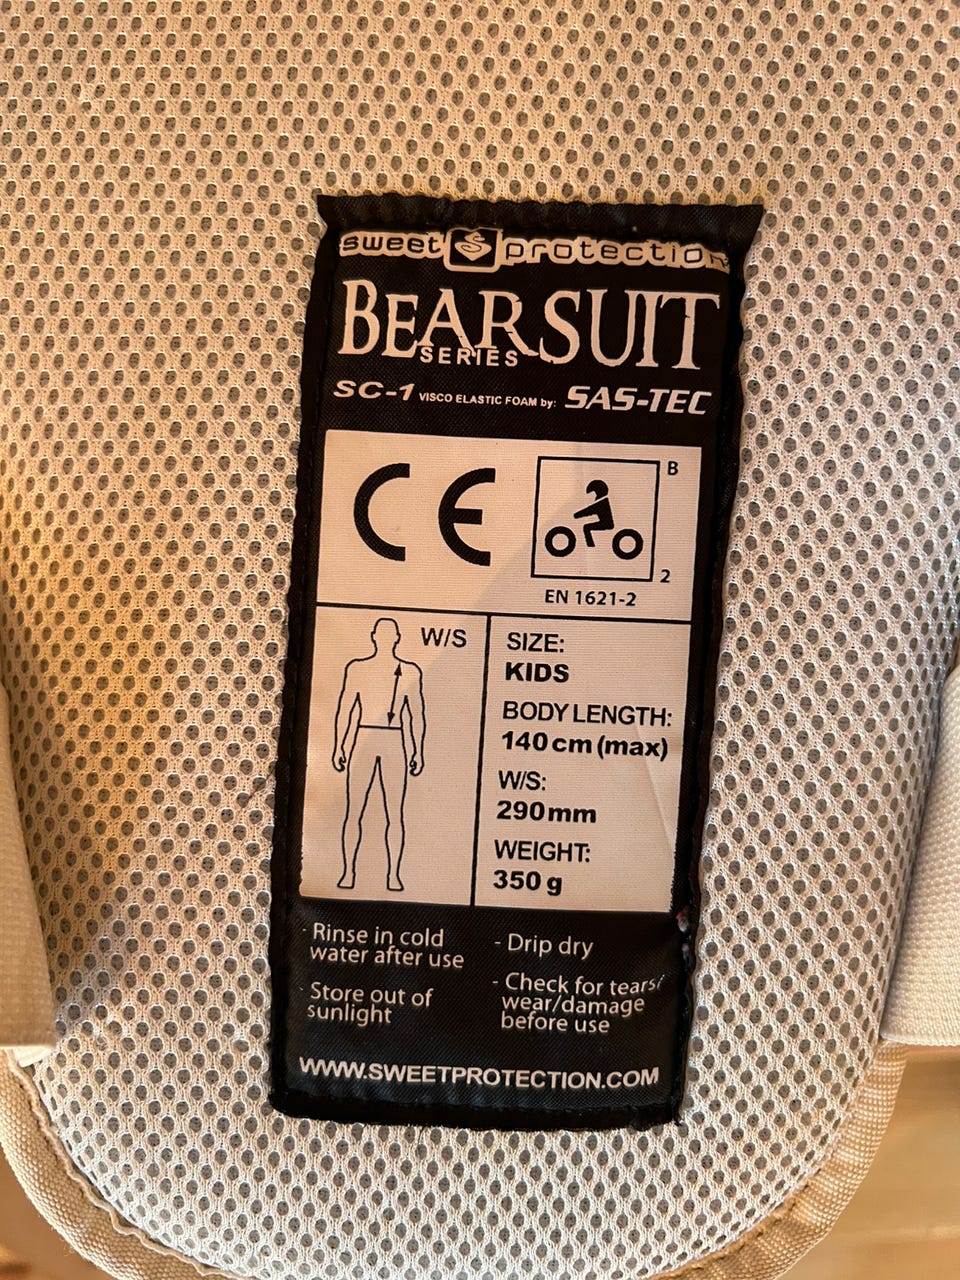 sweet protection
BEARSUIT
SERIES
SC-1 VISCO ELASTIC FOAM by: SAS-TEC
CE
B
2
EN 1621-2
W/S
SIZE:
KIDS
BODY LENGTH:
140 cm (max)
W/S:
290mm
WEIGHT:
350 g
- Rinse in cold
water after use
- Store out of
sunlight
- Drip dry
- Check for tears/
wear/damage
before use
WWW.SWEETPROTECTION.COM